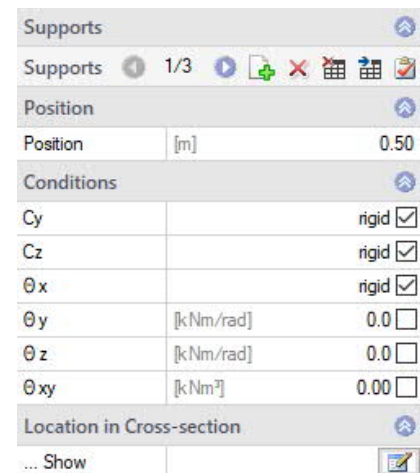 Supports
Supports 1/3
Position
Position [m] 0.50
Conditions
Cy rigid
Cz rigid
Θx rigid
Θy [kNm/rad] 0.0
Θz [kNm/rad] 0.0
Θxy [kNm³] 0.00
Location in Cross-section
... Show